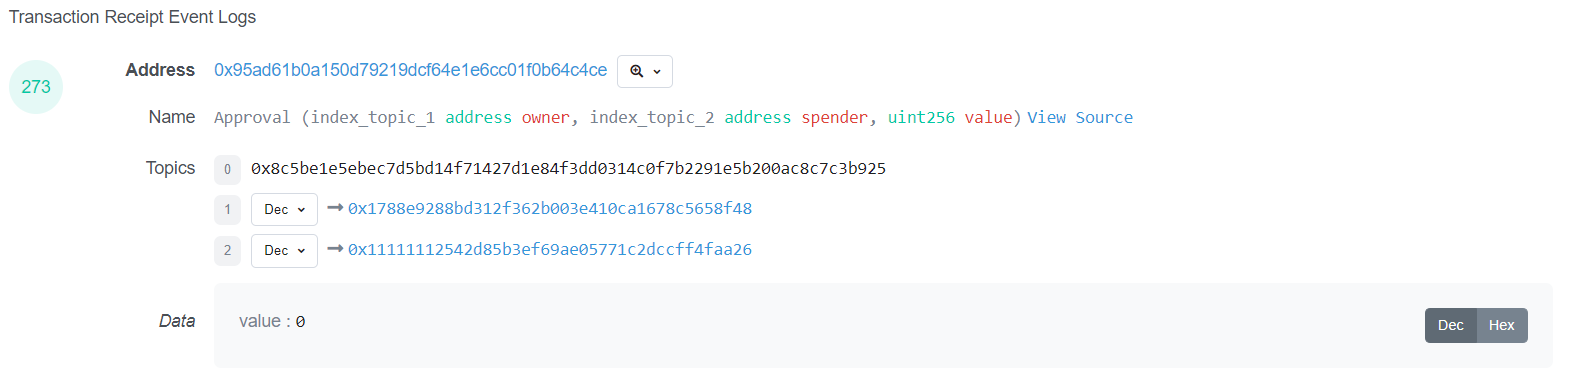 Transaction Receipt Event Logs
273
Address 0x95ad61b0a150d79219dcf64e1e6cc01f0b64c4ce
Name Approval (index_topic_1 address owner, index_topic_2 address spender, uint256 value) View Source
Topics 0 0x8c5be1e5ebec7d5bd14f71427d1e84f3dd0314c0f7b2291e5b200ac8c7c3b925
1 Dec → 0x1788e9288bd312f362b003e410ca1678c5658f48
2 Dec → 0x11111112542d85b3ef69ae05771c2dccff4faa26
Data value : 0 Dec Hex